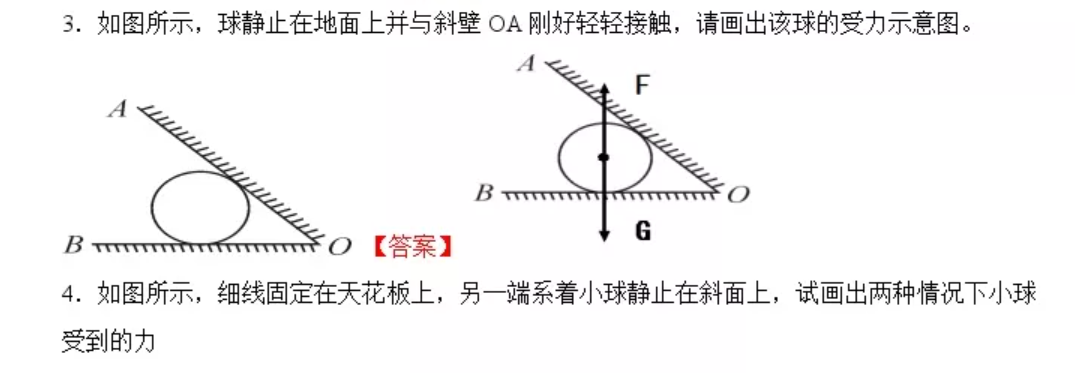 3．如图所示，球静止在地面上并与斜壁 OA 刚好轻轻接触，请画出该球的受力示意图。
A
B
O
【答案】
A
F
B
O
G
4．如图所示，细线固定在天花板上，另一端系着小球静止在斜面上，试画出两种情况下小球
受到的力